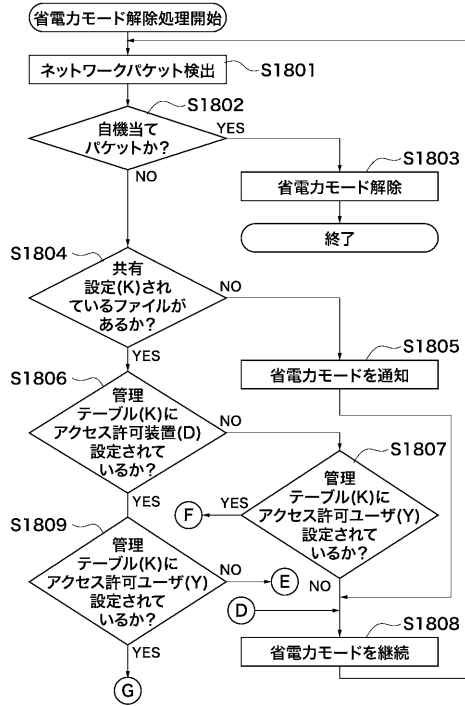 省電力モード解除処理開始
ネットワークパケット検出
S1801
S1802
自機当て
パケットか?
YES
NO
S1803
省電力モード解除
終了
S1804
共有
設定(K)され
ているファイルが
あるか?
NO
YES
S1805
省電力モードを通知
S1806
管理
テーブル(K)に
アクセス許可装置(D)
設定されて
いるか?
NO
YES
S1807
管理
テーブル(K)に
アクセス許可ユーザ(Y)
設定されて
いるか?
YES
F
NO
S1809
管理
テーブル(K)に
アクセス許可ユーザ(Y)
設定されて
いるか?
NO
E
YES
D
S1808
省電力モードを継続
G